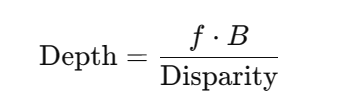 Depth = f · B / Disparity